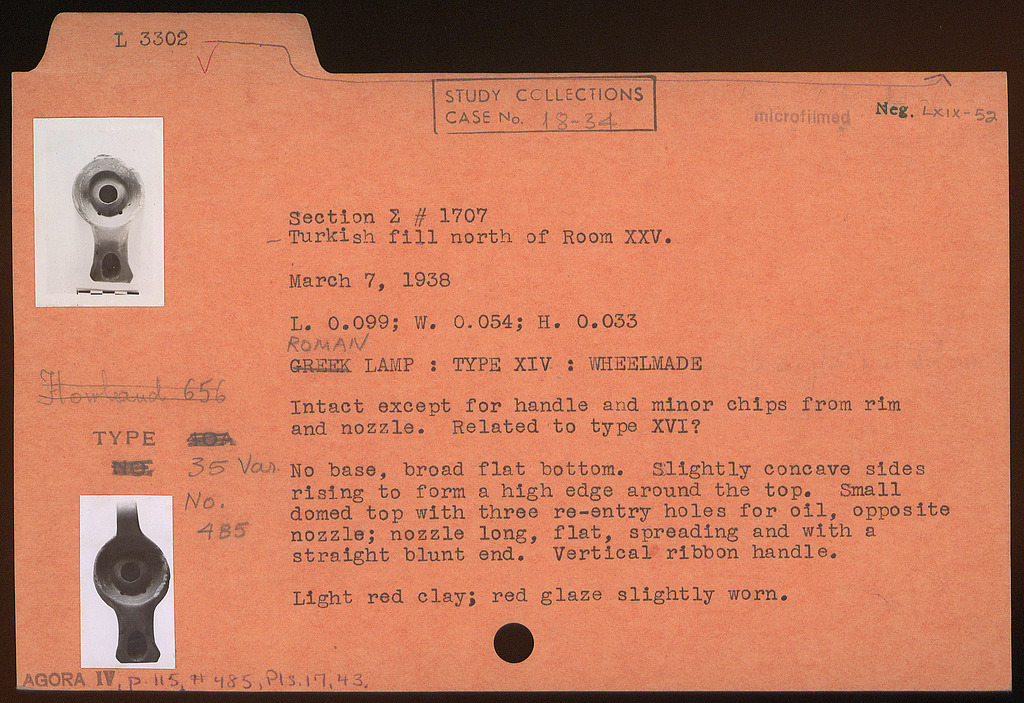 L 3302
STUDY COLLECTIONS
CASE No. 18-34
microfilmed
Neg. LXIX-52
Section Σ # 1707
Turkish fill north of Room XXV.
March 7, 1938
L. 0.099; W. 0.054; H. 0.033
ROMAN
GREEK LAMP : TYPE XIV : WHEELMADE
Howland 656
Intact except for handle and minor chips from rim
and nozzle. Related to type XVI?
TYPE 40A
NO. 35 Var.
No.
485
No base, broad flat bottom. Slightly concave sides
rising to form a high edge around the top. Small
domed top with three re-entry holes for oil, opposite
nozzle; nozzle long, flat, spreading and with a
straight blunt end. Vertical ribbon handle.
Light red clay; red glaze slightly worn.
AGORA IV, p. 115, # 485, Pls. 17, 43.